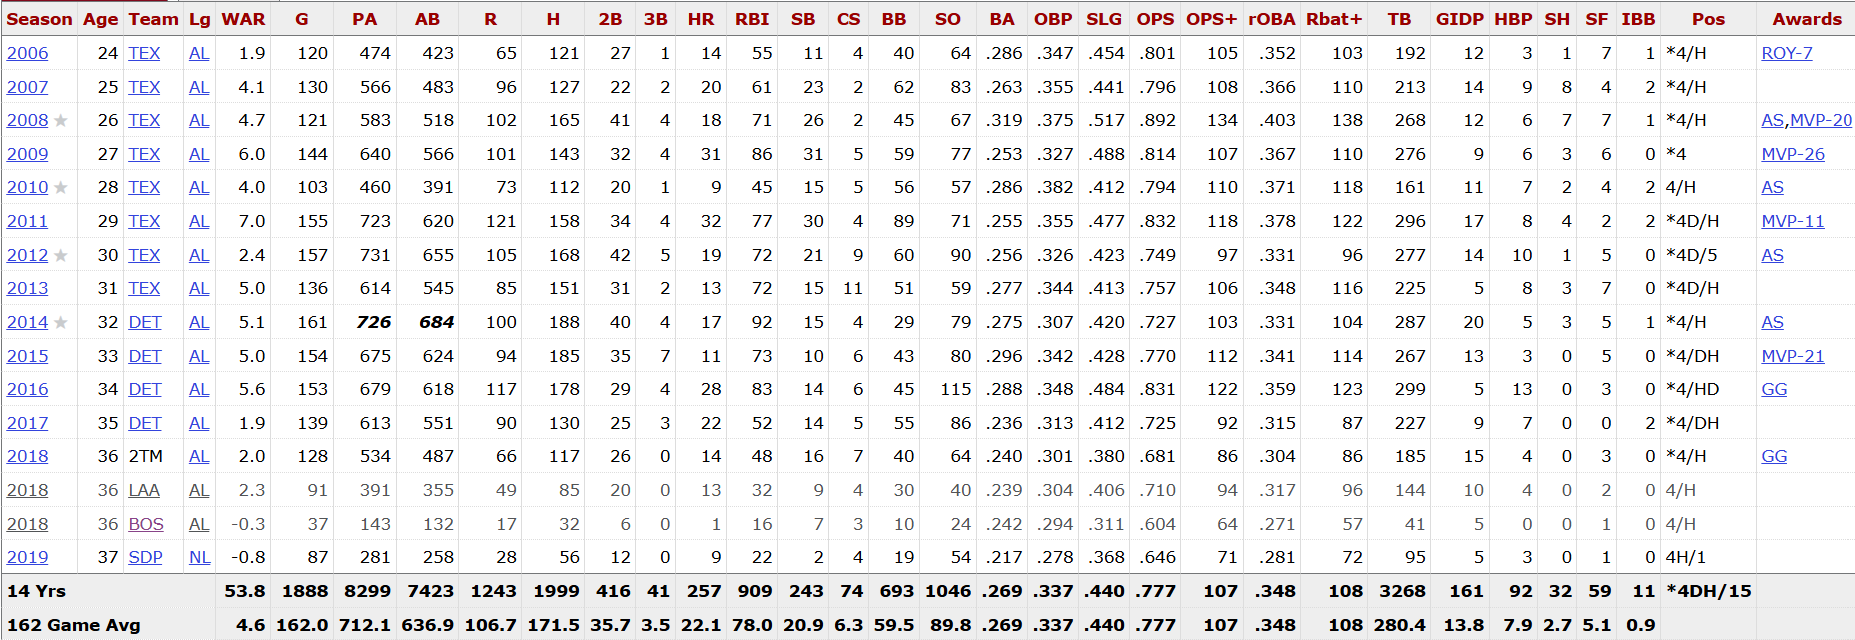 Season Age Team Lg WAR G PA AB R H 2B 3B HR RBI SB CS BB SO BA OBP SLG OPS OPS+ rOBA Rbat+ TB GIDP HBP SH SF IBB Pos Awards
2006 24 TEX AL 1.9 120 474 423 65 121 27 1 14 55 11 4 40 64 .286 .347 .454 .801 105 .352 103 192 12 3 1 7 1 *4/H ROY-7
2007 25 TEX AL 4.1 130 566 483 96 127 22 2 20 61 23 2 62 83 .263 .355 .441 .796 108 .366 110 213 14 9 8 4 2 *4/H
2008 ★ 26 TEX AL 4.7 121 583 518 102 165 41 4 18 71 26 2 45 67 .319 .375 .517 .892 134 .403 138 268 12 6 7 7 1 *4/H AS,MVP-20
2009 27 TEX AL 6.0 144 640 566 101 143 32 4 31 86 31 5 59 77 .253 .327 .488 .814 107 .367 110 276 9 6 3 6 0 *4 MVP-26
2010 ★ 28 TEX AL 4.0 103 460 391 73 112 20 1 9 45 15 5 56 57 .286 .382 .412 .794 110 .371 118 161 11 7 2 4 2 4/H AS
2011 29 TEX AL 7.0 155 723 620 121 158 34 4 32 77 30 4 89 71 .255 .355 .477 .832 118 .378 122 296 17 8 4 2 2 *4D/H MVP-11
2012 ★ 30 TEX AL 2.4 157 731 655 105 168 42 5 19 72 21 9 60 90 .256 .326 .423 .749 97 .331 96 277 14 10 1 5 0 *4D/5 AS
2013 31 TEX AL 5.0 136 614 545 85 151 31 2 13 72 15 11 51 59 .277 .344 .413 .757 106 .348 116 225 5 8 3 7 0 *4D/H
2014 ★ 32 DET AL 5.1 161 726 684 100 188 40 4 17 92 15 4 29 79 .275 .307 .420 .727 103 .331 104 287 20 5 3 5 1 *4/H AS
2015 33 DET AL 5.0 154 675 624 94 185 35 7 11 73 10 6 43 80 .296 .342 .428 .770 112 .341 114 267 13 3 0 5 0 *4/DH MVP-21
2016 34 DET AL 5.6 153 679 618 117 178 29 4 28 83 14 6 45 115 .288 .348 .484 .831 122 .359 123 299 5 13 0 3 0 *4/HD GG
2017 35 DET AL 1.9 139 613 551 90 130 25 3 22 52 14 5 55 86 .236 .313 .412 .725 92 .315 87 227 9 7 0 0 2 *4/DH
2018 36 2TM AL 2.0 128 534 487 66 117 26 0 14 48 16 7 40 64 .240 .301 .380 .681 86 .304 86 185 15 4 0 3 0 *4/H GG
2018 36 LAA AL 2.3 91 391 355 49 85 20 0 13 32 9 4 30 40 .239 .304 .406 .710 94 .317 96 144 10 4 0 2 0 4/H
2018 36 BOS AL -0.3 37 143 132 17 32 6 0 1 16 7 3 10 24 .242 .294 .311 .604 64 .271 57 41 5 0 0 1 0 4/H
2019 37 SDP NL -0.8 87 281 258 28 56 12 0 9 22 2 4 19 54 .217 .278 .368 .646 71 .281 72 95 5 3 0 1 0 4H/1
14 Yrs 53.8 1888 8299 7423 1243 1999 416 41 257 909 243 74 693 1046 .269 .337 .440 .777 107 .348 108 3268 161 92 32 59 11 *4DH/15
162 Game Avg 4.6 162.0 712.1 636.9 106.7 171.5 35.7 3.5 22.1 78.0 20.9 6.3 59.5 89.8 .269 .337 .440 .777 107 .348 108 280.4 13.8 7.9 2.7 5.1 0.9